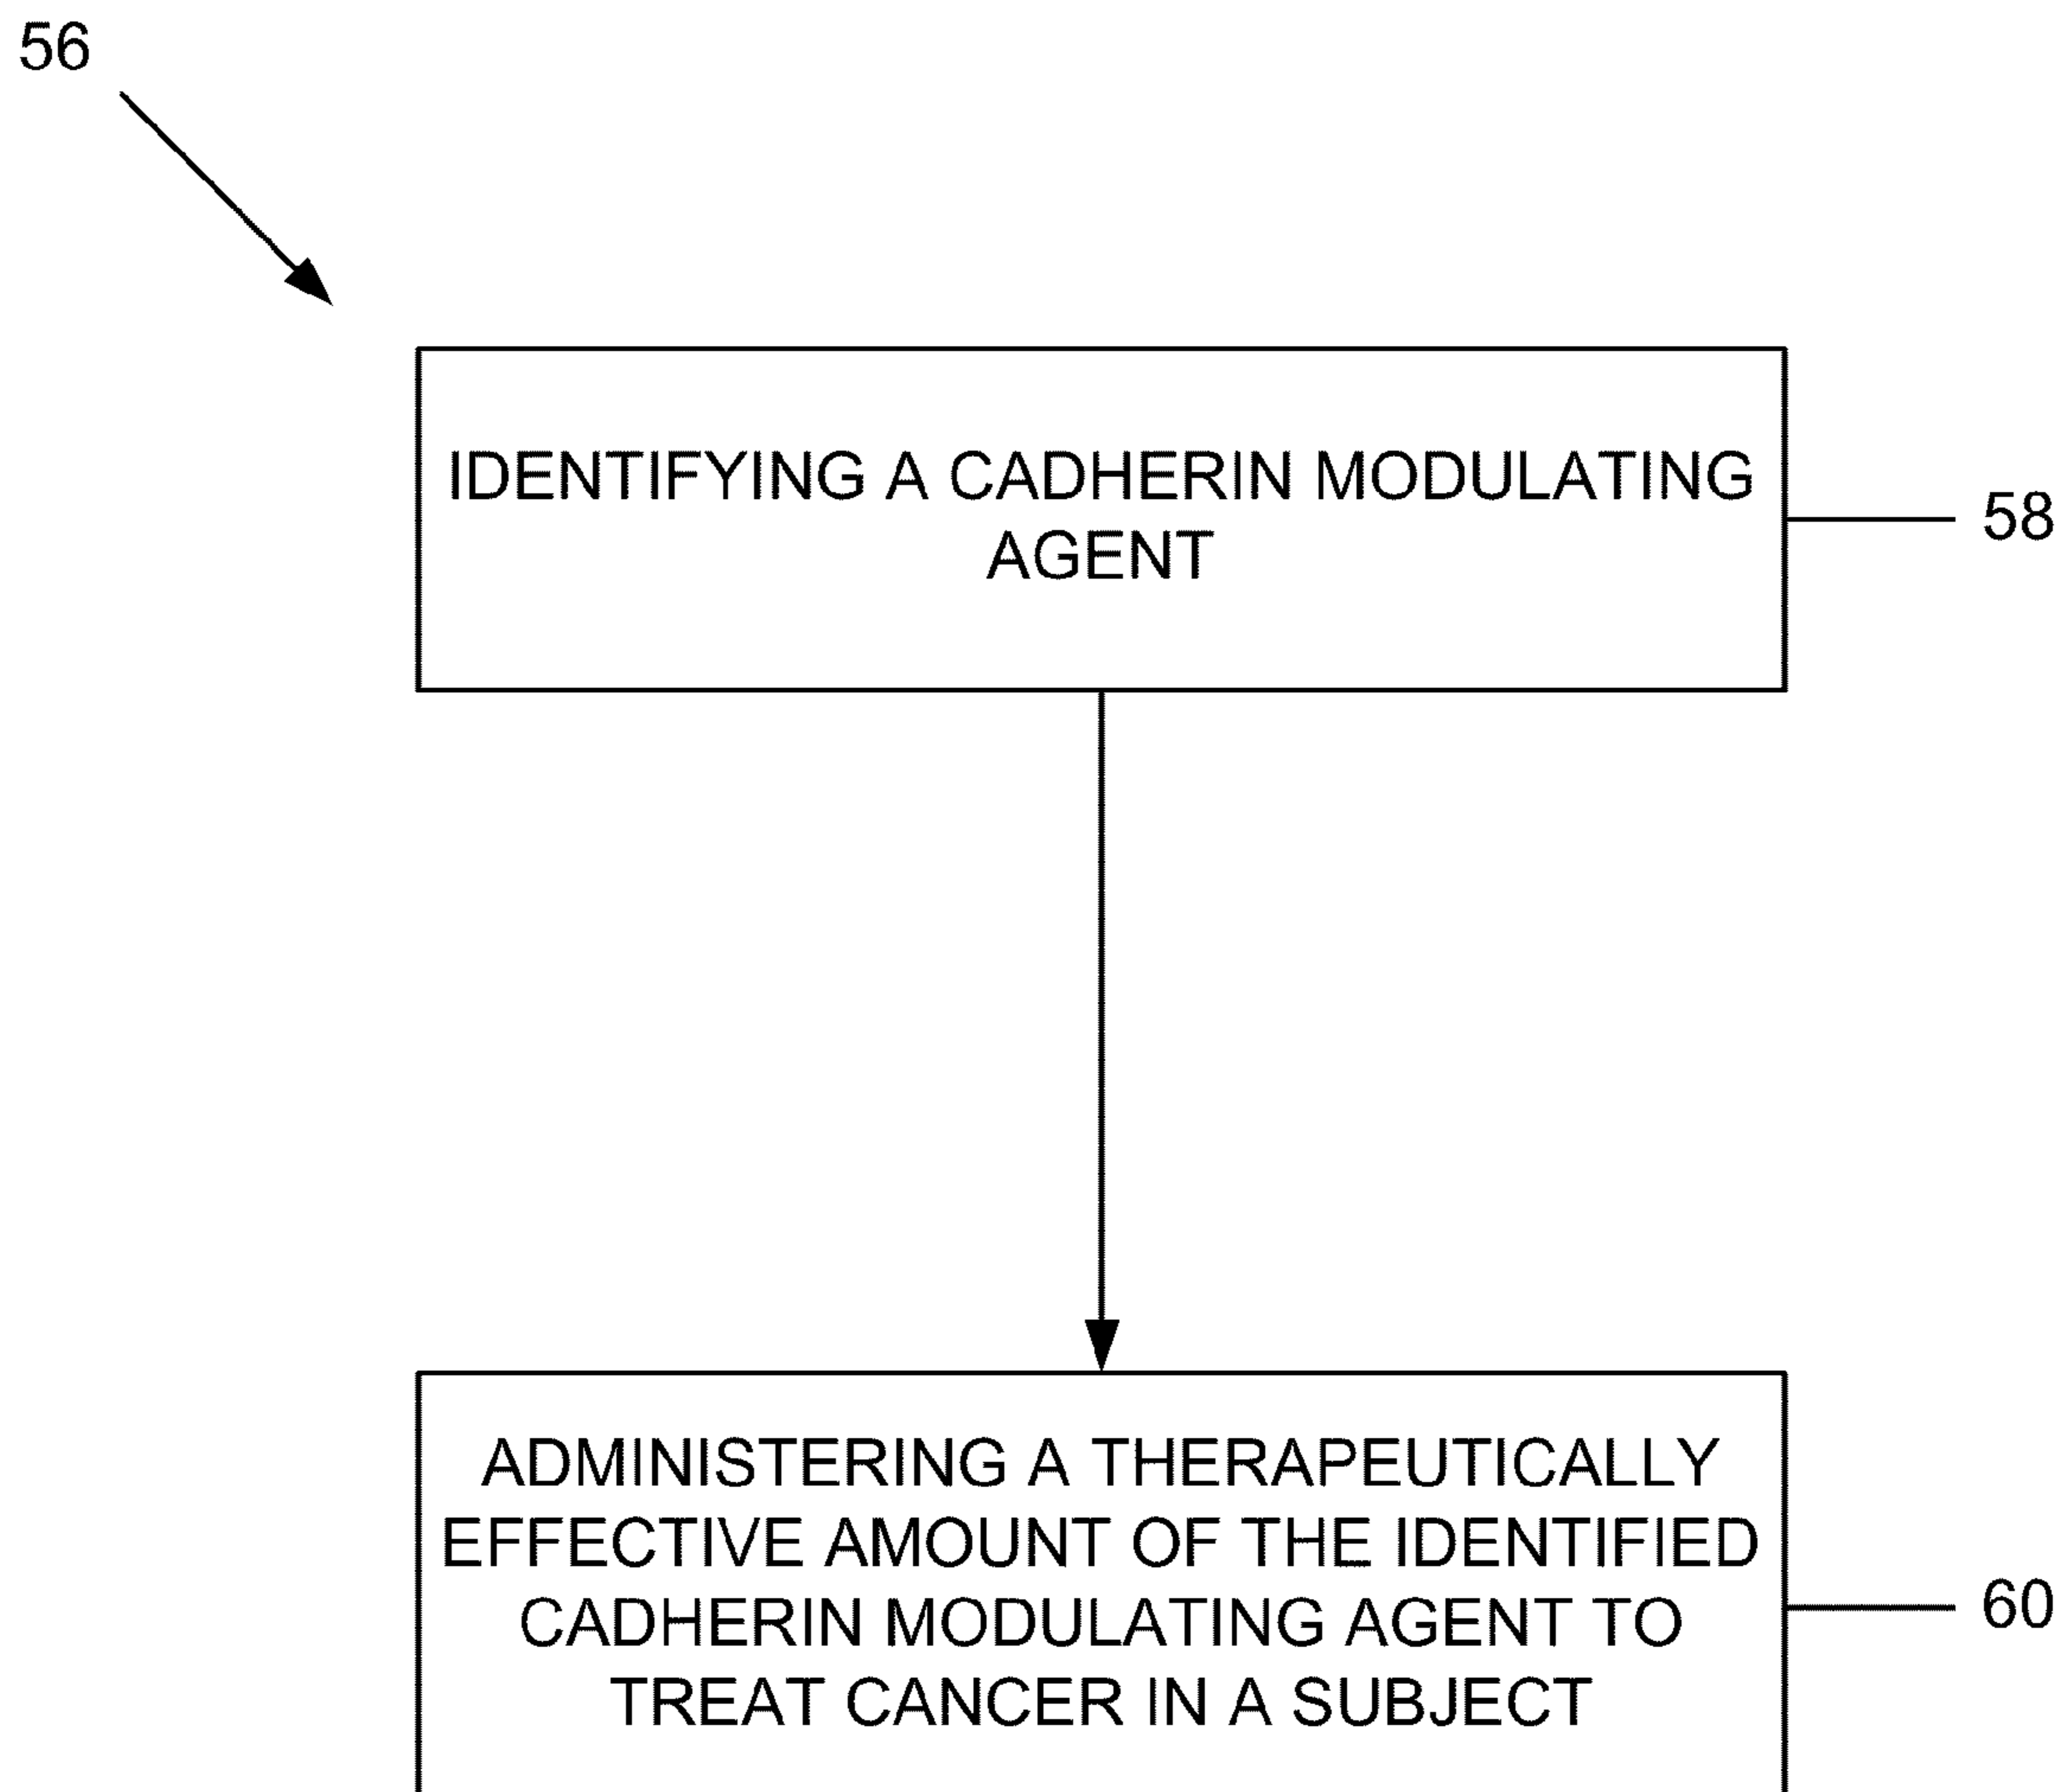 56
IDENTIFYING A CADHERIN MODULATING
AGENT
58
ADMINISTERING A THERAPEUTICALLY
EFFECTIVE AMOUNT OF THE IDENTIFIED
CADHERIN MODULATING AGENT TO
TREAT CANCER IN A SUBJECT
60